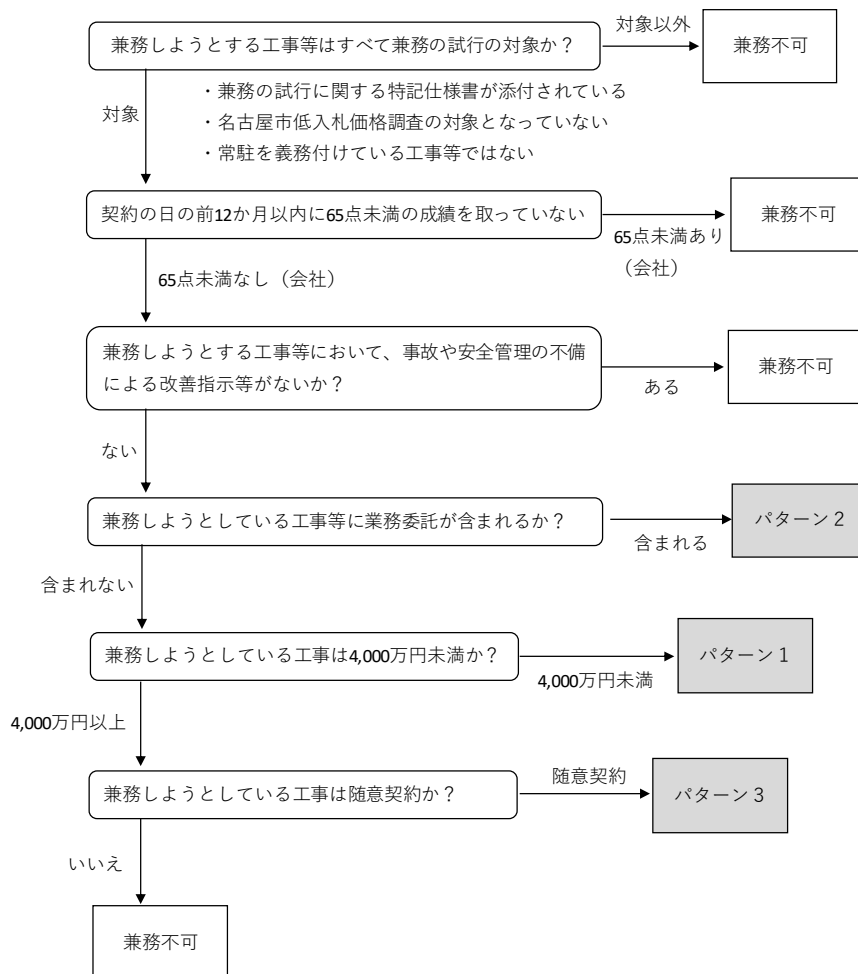 兼務しようとする工事等はすべて兼務の試行の対象か？
対象以外
兼務不可
対象
・兼務の試行に関する特記仕様書が添付されている
・名古屋市低入札価格調査の対象となっていない
・常駐を義務付けている工事等ではない
契約の日の前12か月以内に65点未満の成績を取っていない
65点未満あり
（会社）
兼務不可
65点未満なし（会社）
兼務しようとする工事等において、事故や安全管理の不備
による改善指示等がないか？
ある
兼務不可
ない
兼務しようとしている工事等に業務委託が含まれるか？
含まれる
パターン２
含まれない
兼務しようとしている工事は4,000万円未満か？
4,000万円未満
パターン１
4,000万円以上
兼務しようとしている工事は随意契約か？
随意契約
パターン３
いいえ
兼務不可